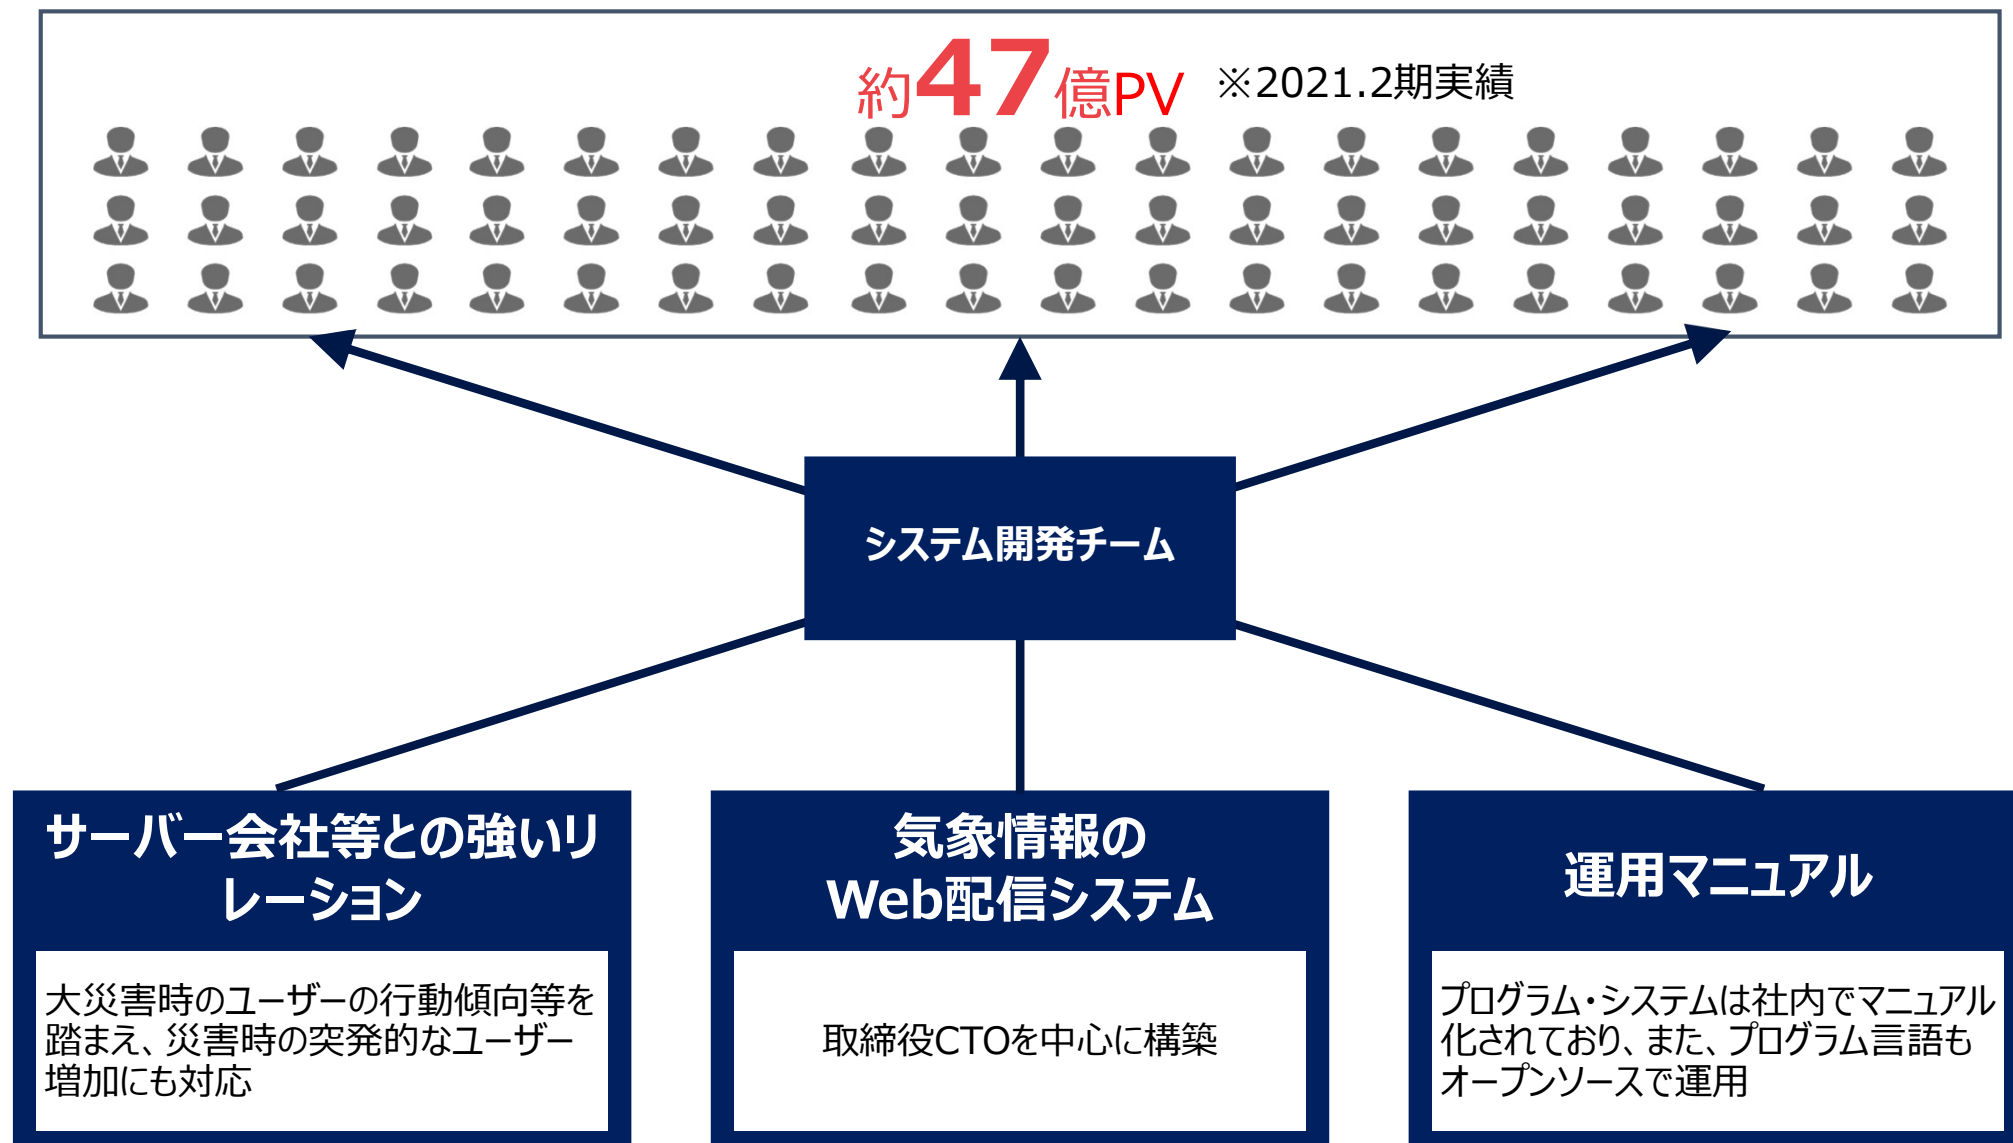 約47億PV ※2021.2期実績
システム開発チーム
サーバー会社等との強いリ
レーション
大災害時のユーザーの行動傾向等を
踏まえ、災害時の突発的なユーザー
増加にも対応
気象情報の
Web配信システム
取締役CTOを中心に構築
運用マニュアル
プログラム・システムは社内でマニュアル
化されており、また、プログラム言語も
オープンソースで運用